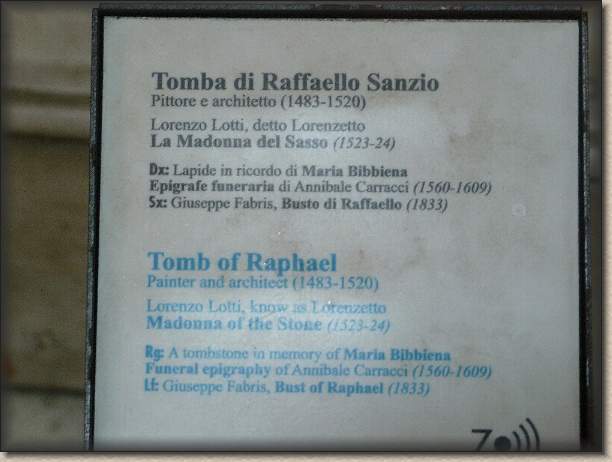 Tomba di Raffaello Sanzio
Pittore e architetto (1483-1520)
Lorenzo Lotti, detto Lorenzetto
La Madonna del Sasso (1523-24)
Dx: Lapide in ricordo di Maria Bibbiena
Epigrafe funeraria di Annibale Carracci (1560-1609)
Sx: Giuseppe Fabris, Busto di Raffaello (1833)
Tomb of Raphael
Painter and architect (1483-1520)
Lorenzo Lotti, know as Lorenzetto
Madonna of the Stone (1523-24)
Rg: A tombstone in memory of Maria Bibbiena
Funeral epigraphy of Annibale Carracci (1560-1609)
Lf: Giuseppe Fabris, Bust of Raphael (1833)
7